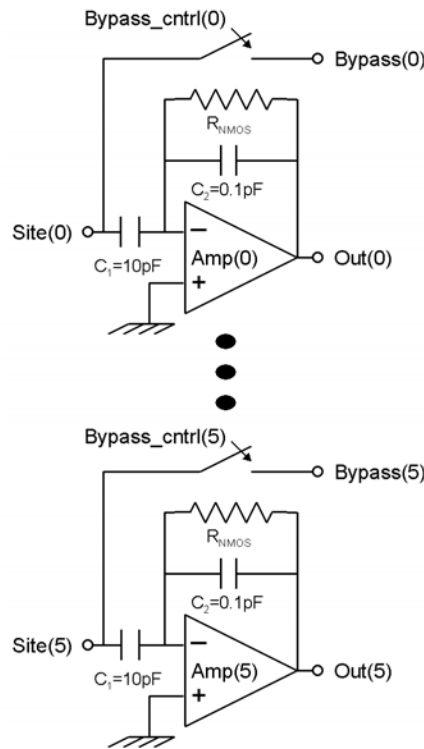 Bypass_cntrl(0)
Bypass(0)
R_NMOS
C_2=0.1pF
Site(0)
C_1=10pF
−
Amp(0)
+
Out(0)
Bypass_cntrl(5)
Bypass(5)
R_NMOS
C_2=0.1pF
Site(5)
C_1=10pF
−
Amp(5)
+
Out(5)